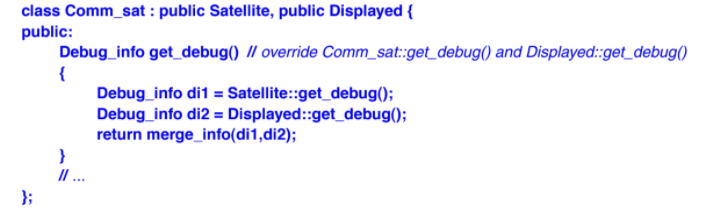 class Comm_sat : public Satellite, public Displayed {
public:
Debug_info get_debug() // override Comm_sat::get_debug() and Displayed::get_debug()
{
Debug_info di1 = Satellite::get_debug();
Debug_info di2 = Displayed::get_debug();
return merge_info(di1,di2);
}
// ...
};